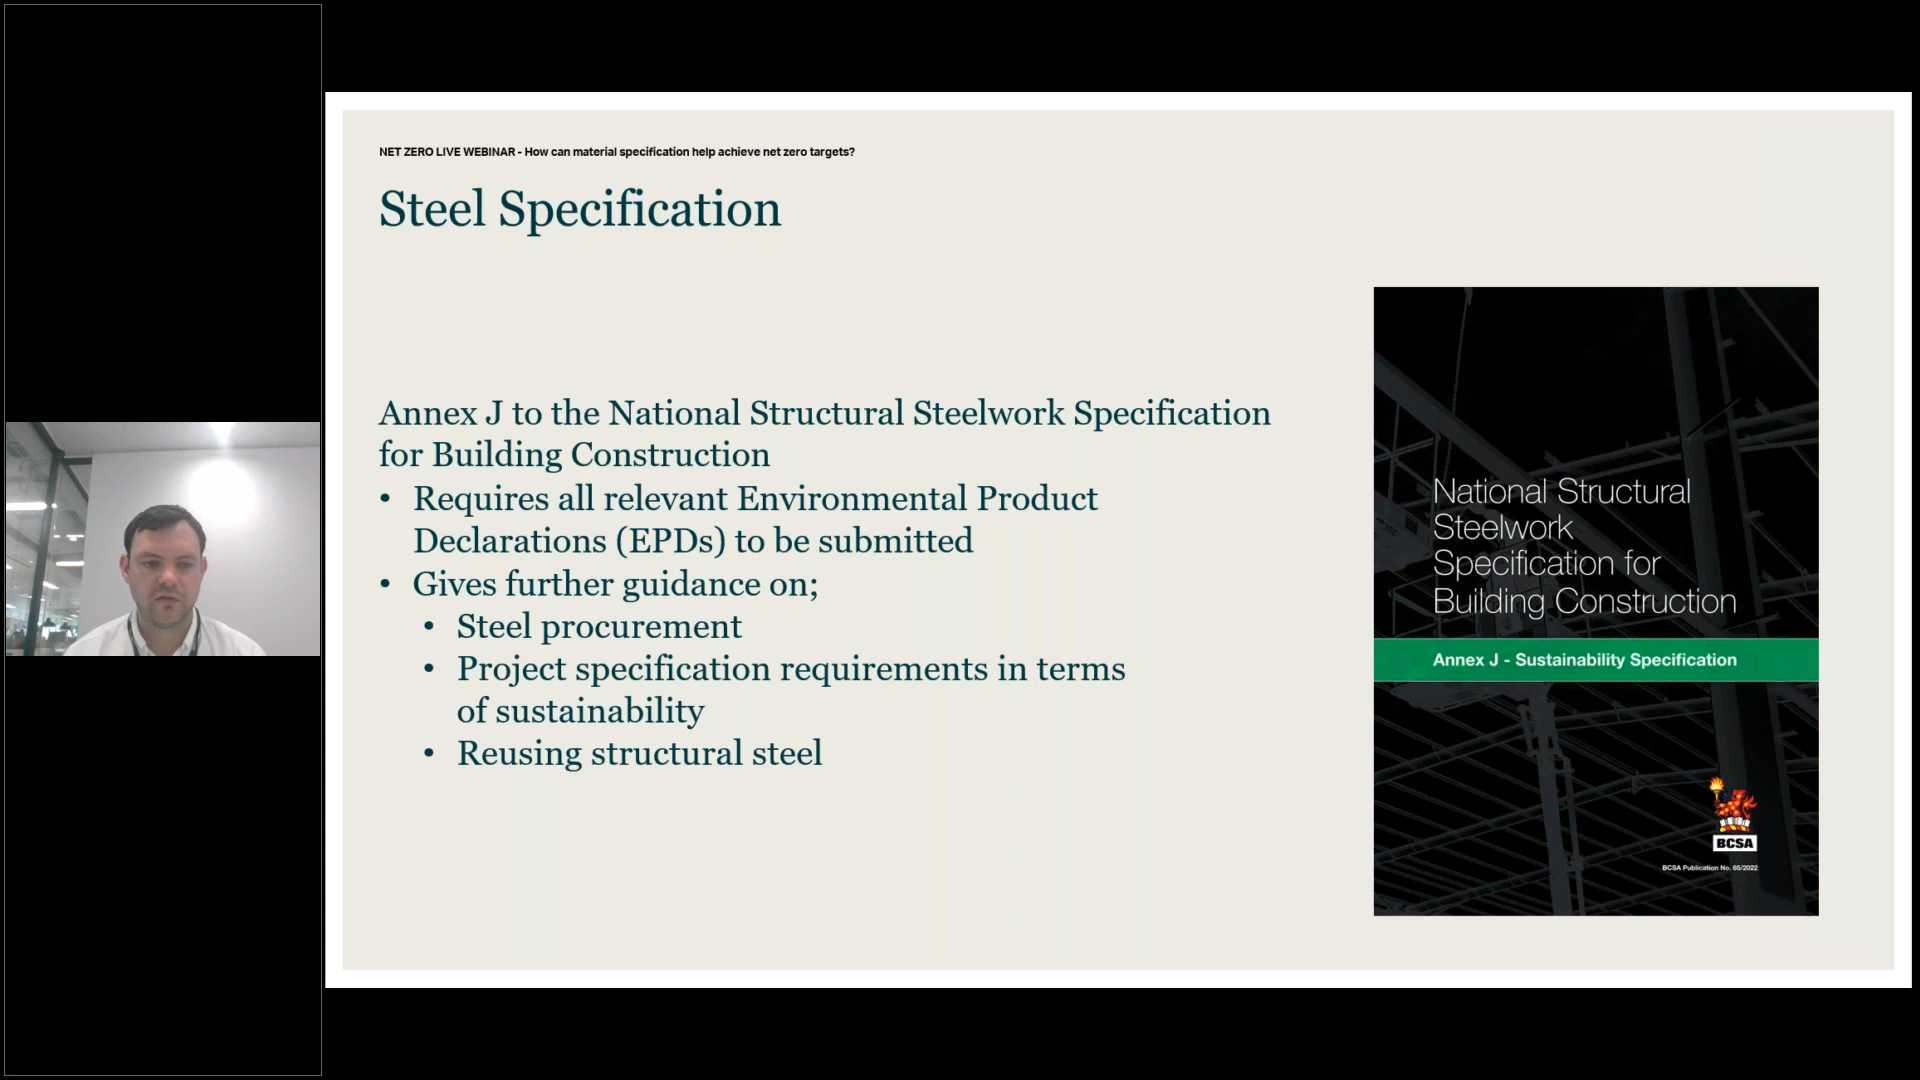 NET ZERO LIVE WEBINAR - How can material specification help achieve net zero targets?
Steel Specification
Annex J to the National Structural Steelwork Specification
for Building Construction
• Requires all relevant Environmental Product
Declarations (EPDs) to be submitted
• Gives further guidance on;
• Steel procurement
• Project specification requirements in terms
of sustainability
• Reusing structural steel
National Structural
Steelwork
Specification for
Building Construction
Annex J - Sustainability Specification
BCSA
BCSA Publication No. 65/2022